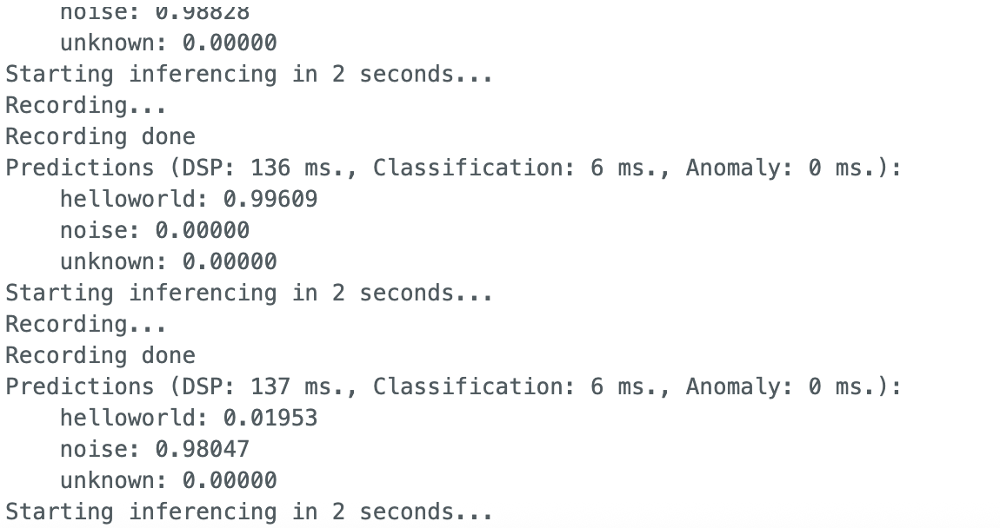 noise: 0.98828
unknown: 0.00000
Starting inferencing in 2 seconds...
Recording...
Recording done
Predictions (DSP: 136 ms., Classification: 6 ms., Anomaly: 0 ms.):
helloworld: 0.99609
noise: 0.00000
unknown: 0.00000
Starting inferencing in 2 seconds...
Recording...
Recording done
Predictions (DSP: 137 ms., Classification: 6 ms., Anomaly: 0 ms.):
helloworld: 0.01953
noise: 0.98047
unknown: 0.00000
Starting inferencing in 2 seconds...